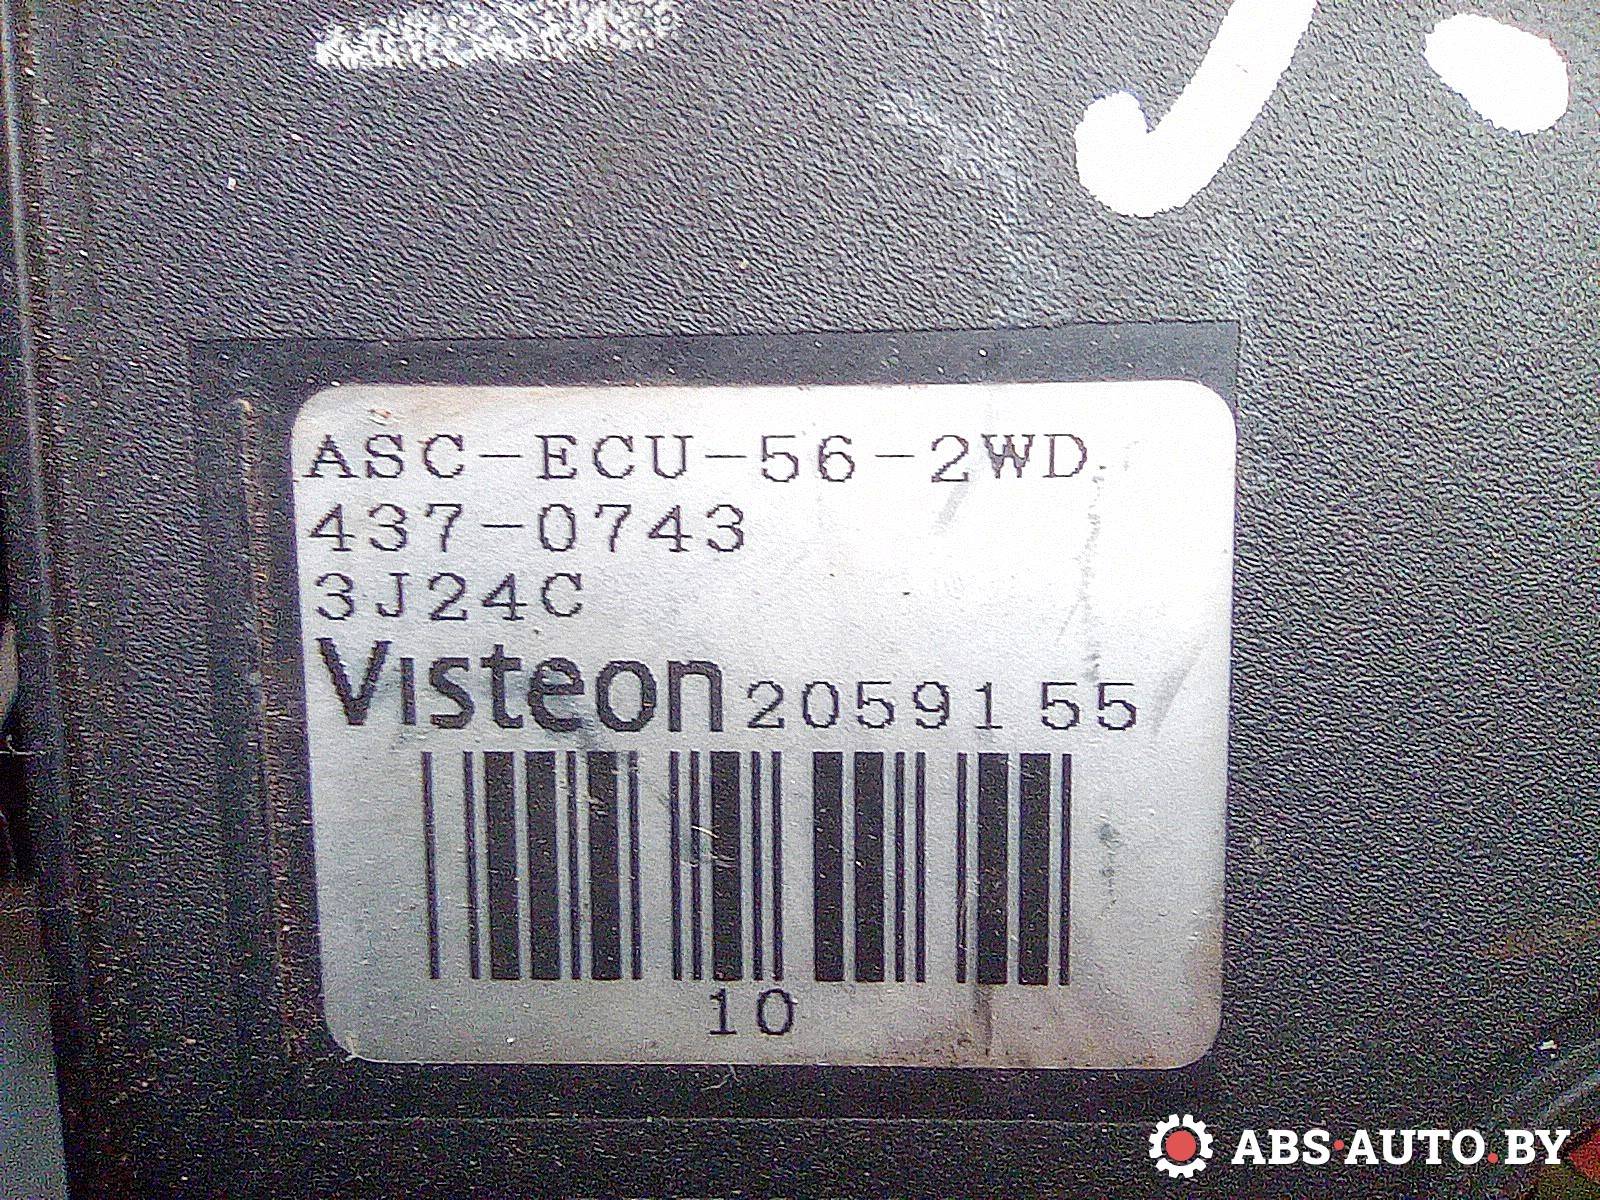 ASC-ECU-56-2WD
437-0743
3J24C
Visteon 2059155
10
ABS-AUTO.BY